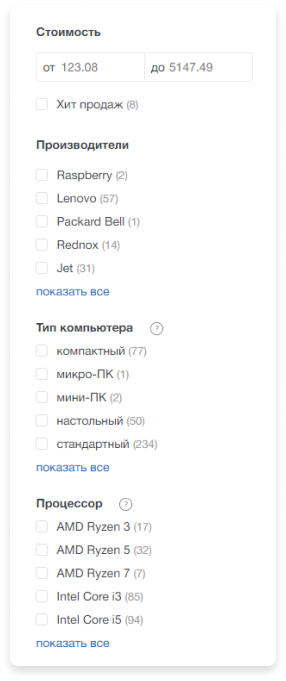 Стоимость
от 123.08 до 5147.49
Хит продаж (8)
Производители
Raspberry (2)
Lenovo (57)
Packard Bell (1)
Rednox (14)
Jet (31)
показать все
Тип компьютера ?
компактный (77)
микро-ПК (1)
мини-ПК (2)
настольный (50)
стандартный (234)
показать все
Процессор ?
AMD Ryzen 3 (17)
AMD Ryzen 5 (32)
AMD Ryzen 7 (7)
Intel Core i3 (85)
Intel Core i5 (94)
показать все